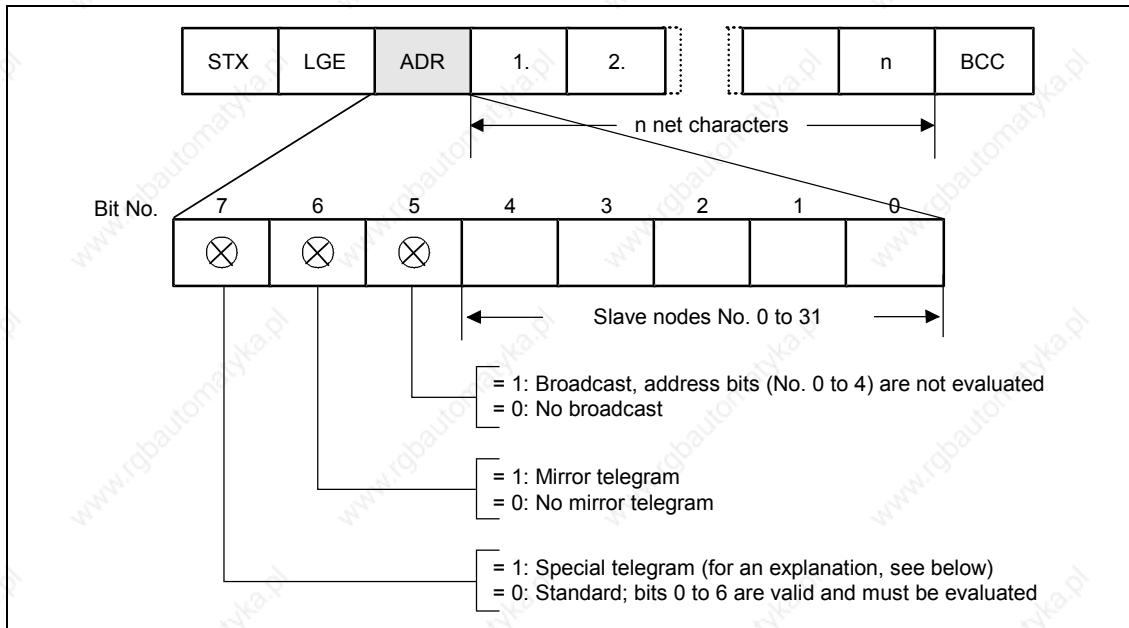 STX LGE ADR 1. 2. n BCC
n net characters
Bit No. 7 6 5 4 3 2 1 0
Slave nodes No. 0 to 31
= 1: Broadcast, address bits (No. 0 to 4) are not evaluated
= 0: No broadcast
= 1: Mirror telegram
= 0: No mirror telegram
= 1: Special telegram (for an explanation, see below)
= 0: Standard; bits 0 to 6 are valid and must be evaluated
www.rgbautomatyka.pl